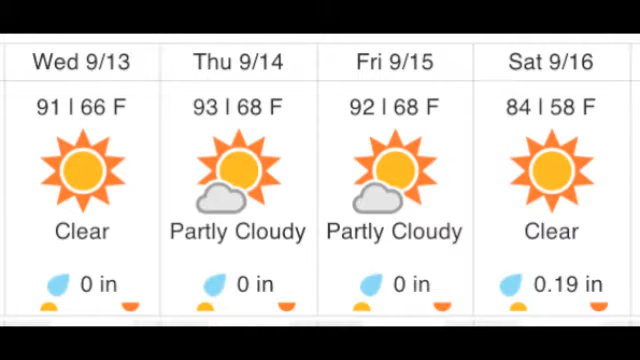 Wed 9/13 Thu 9/14 Fri 9/15 Sat 9/16
91 | 66 F 93 | 68 F 92 | 68 F 84 | 58 F
Clear Partly Cloudy Partly Cloudy Clear
0 in 0 in 0 in 0.19 in